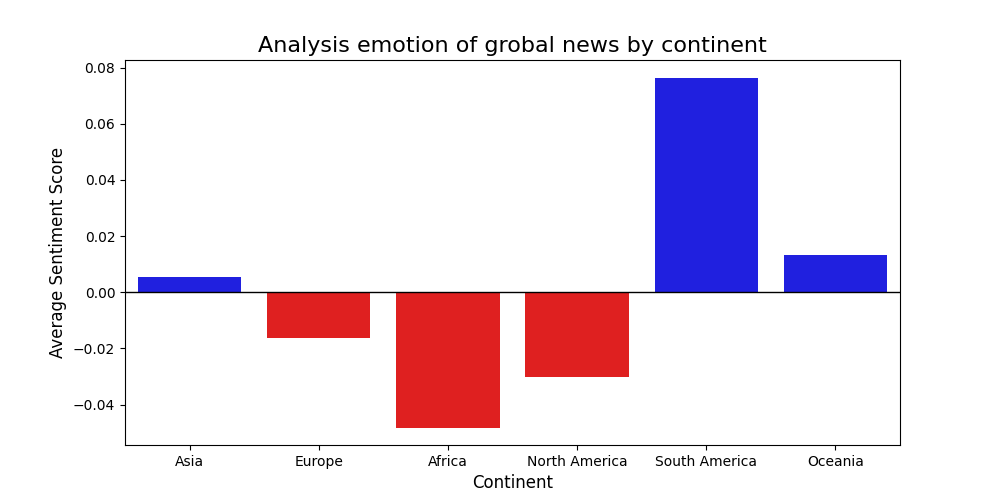 Analysis emotion of grobal news by continent
Average Sentiment Score
0.08
0.06
0.04
0.02
0.00
−0.02
−0.04
Asia
Europe
Africa
North America
South America
Oceania
Continent